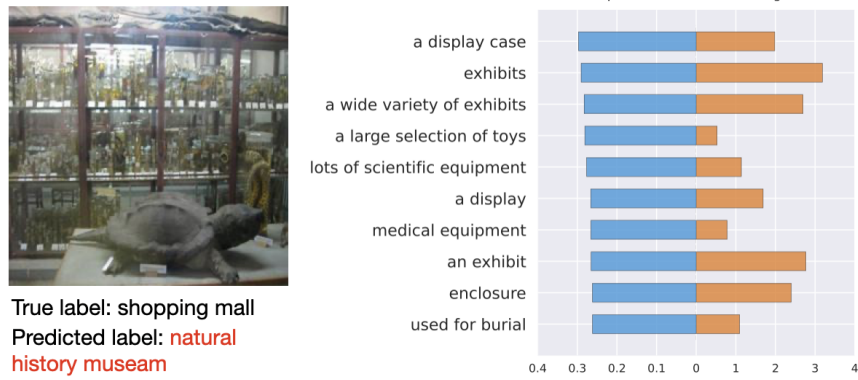 a display case
exhibits
a wide variety of exhibits
a large selection of toys
lots of scientific equipment
a display
medical equipment
an exhibit
enclosure
used for burial
0.4 0.3 0.2 0.1 0 1 2 3 4
True label: shopping mall
Predicted label: natural
history museam